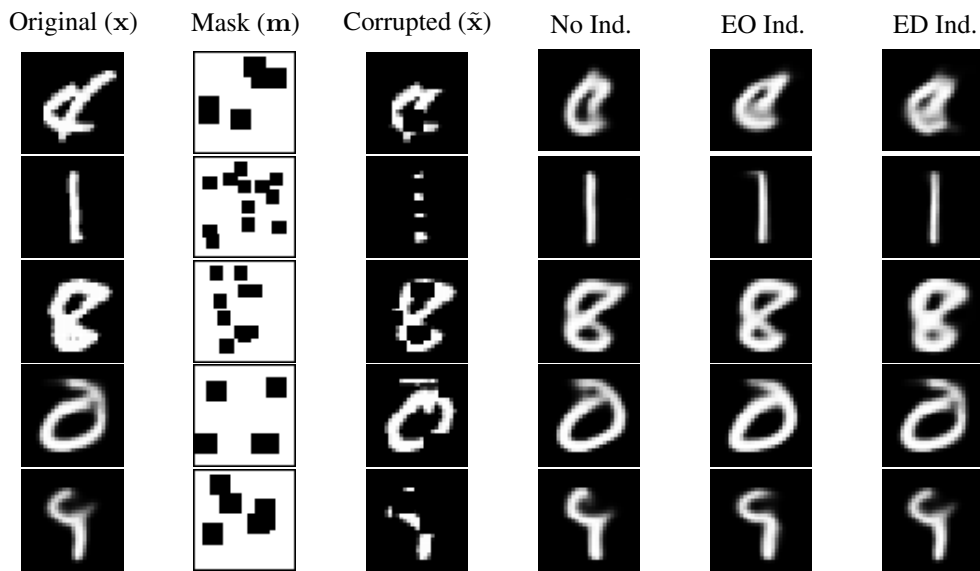 Original (x) Mask (m) Corrupted (x̃) No Ind. EO Ind. ED Ind.